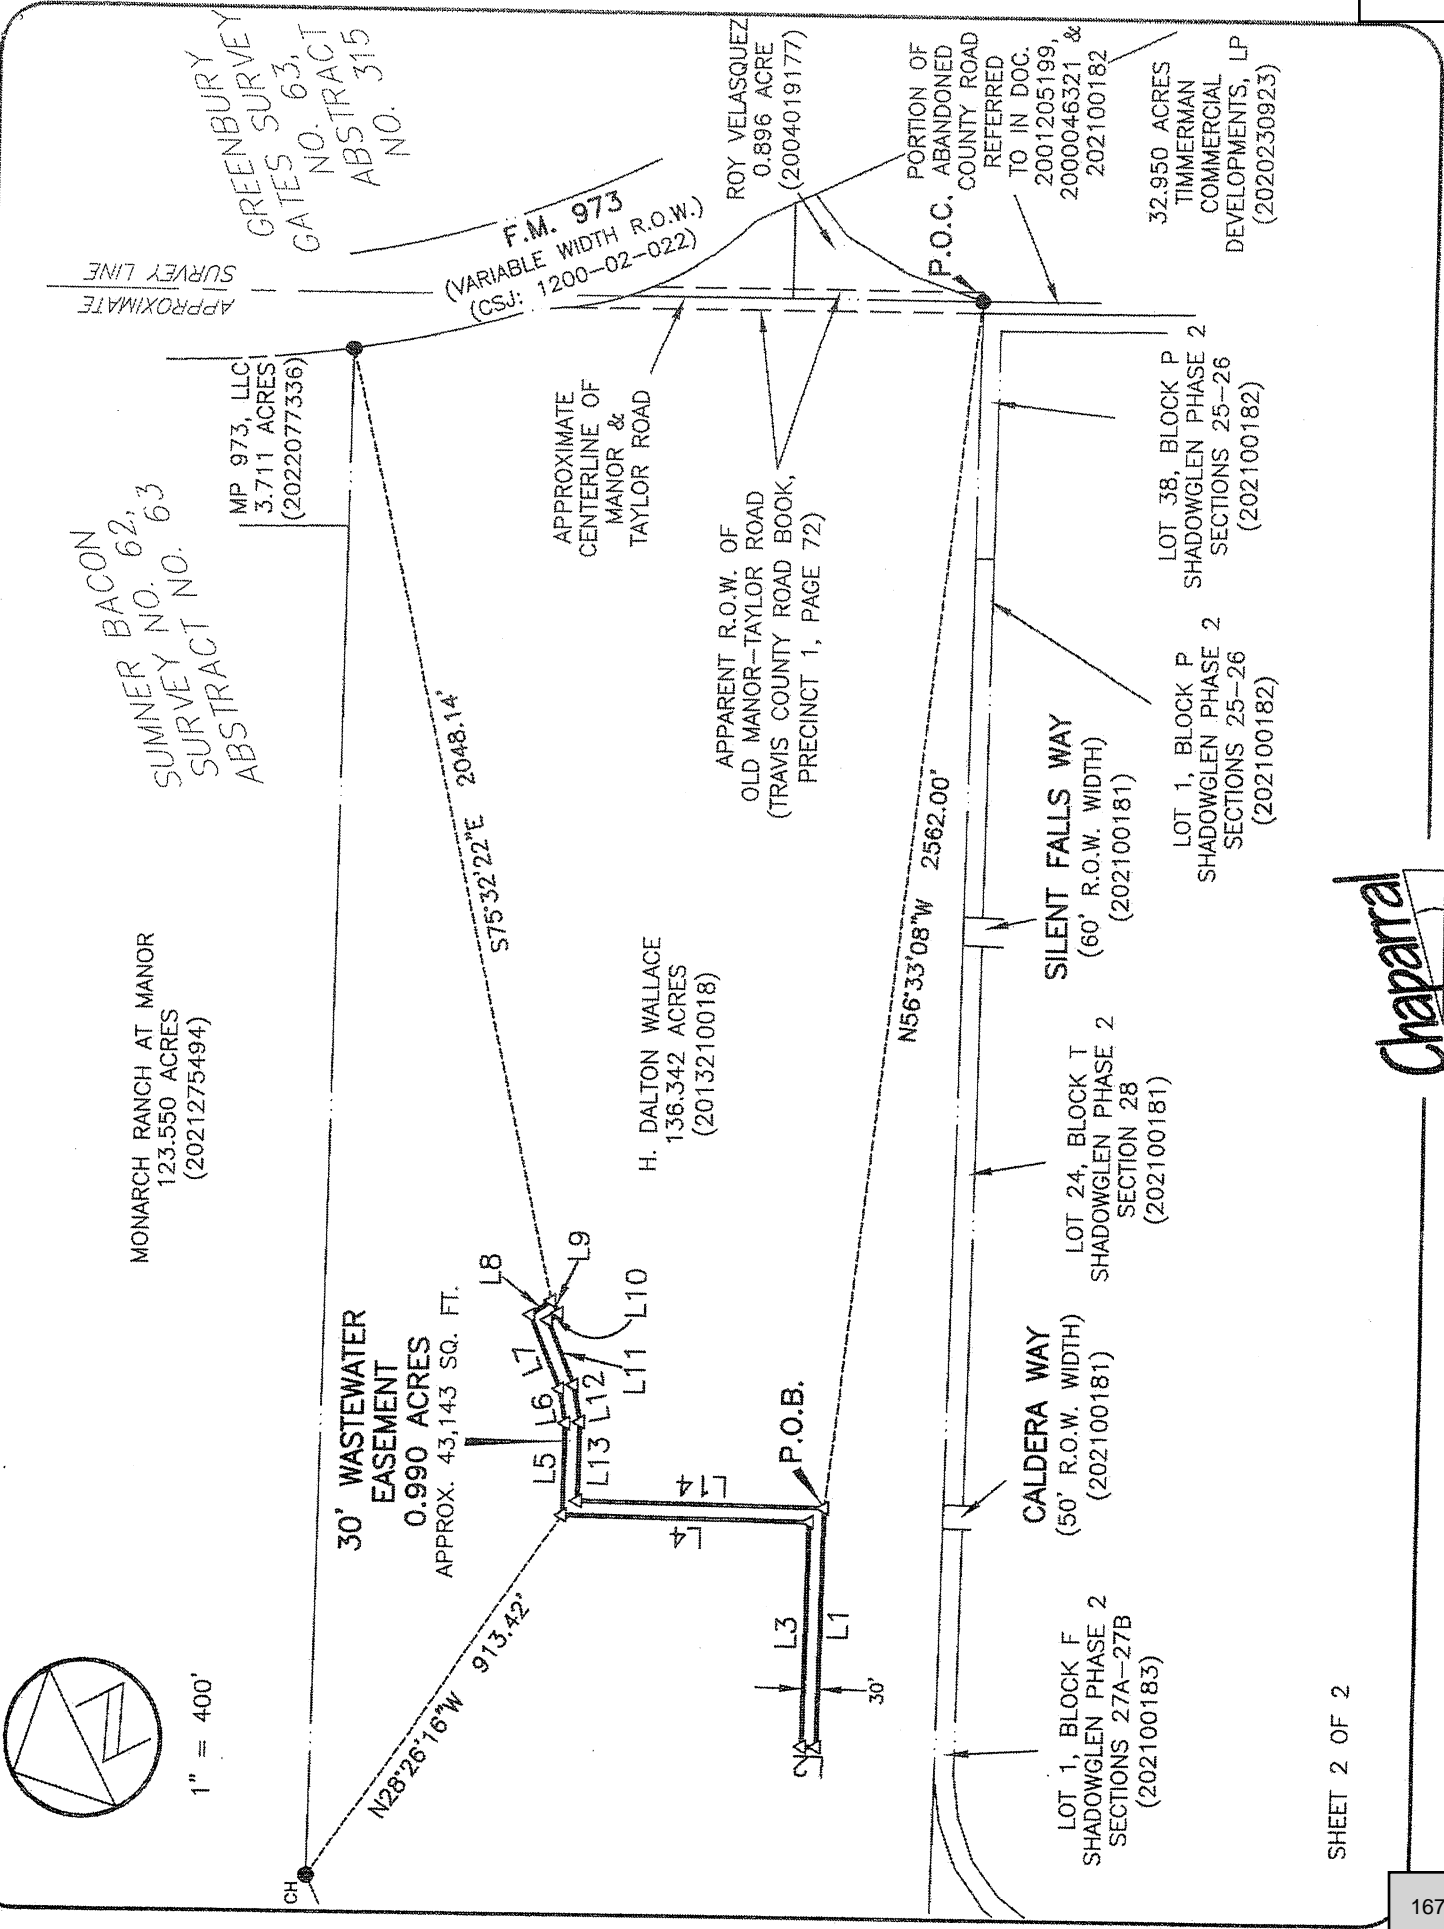 GREENBURY
GATES SURVEY
NO. 63,
ABSTRACT
NO. 315
SUMNER BACON
SURVEY NO. 62,
SURVEY NO. 63
ABSTRACT NO. 63
APPROXIMATE
SURVEY LINE
F.M. 973
(VARIABLE WIDTH R.O.W.)
(CSJ: 1200-02-022)
ROY VELASQUEZ
0.896 ACRE
(2004019177)
PORTION OF
ABANDONED
COUNTY ROAD
REFERRED
TO IN DOC.
2001205199,
2000046321 &
202100182
32.950 ACRES
TIMMERMAN
COMMERCIAL
DEVELOPMENTS, LP
(2020230923)
P.O.C.
MP 973, LLC
3.711 ACRES
(2022077336)
APPROXIMATE
CENTERLINE OF
MANOR &
TAYLOR ROAD
APPARENT R.O.W. OF
OLD MANOR-TAYLOR ROAD
(TRAVIS COUNTY ROAD BOOK,
PRECINCT 1, PAGE 72)
LOT 38, BLOCK P
SHADOWGLEN PHASE 2
SECTIONS 25-26
(202100182)
LOT 1, BLOCK P
SHADOWGLEN PHASE 2
SECTIONS 25-26
(202100182)
S75°32'22"E 2048.14'
N56°33'08"W 2562.00'
MONARCH RANCH AT MANOR
123.550 ACRES
(2021275494)
H. DALTON WALLACE
136.342 ACRES
(2013210018)
SILENT FALLS WAY
(60' R.O.W. WIDTH)
(202100181)
LOT 24, BLOCK T
SHADOWGLEN PHASE 2
SECTION 28
(202100181)
CALDERA WAY
(50' R.O.W. WIDTH)
(202100181)
LOT 1, BLOCK F
SHADOWGLEN PHASE 2
SECTIONS 27A-27B
(202100183)
30' WASTEWATER
EASEMENT
0.990 ACRES
APPROX. 43,143 SQ. FT.
L8
L9
L10
L7
L11
L6
L12
L5
L13
L14
L4
P.O.B.
L3
L1
30'
N28°26'16"W 913.42'
CH
1" = 400'
SHEET 2 OF 2
Chaparral
167